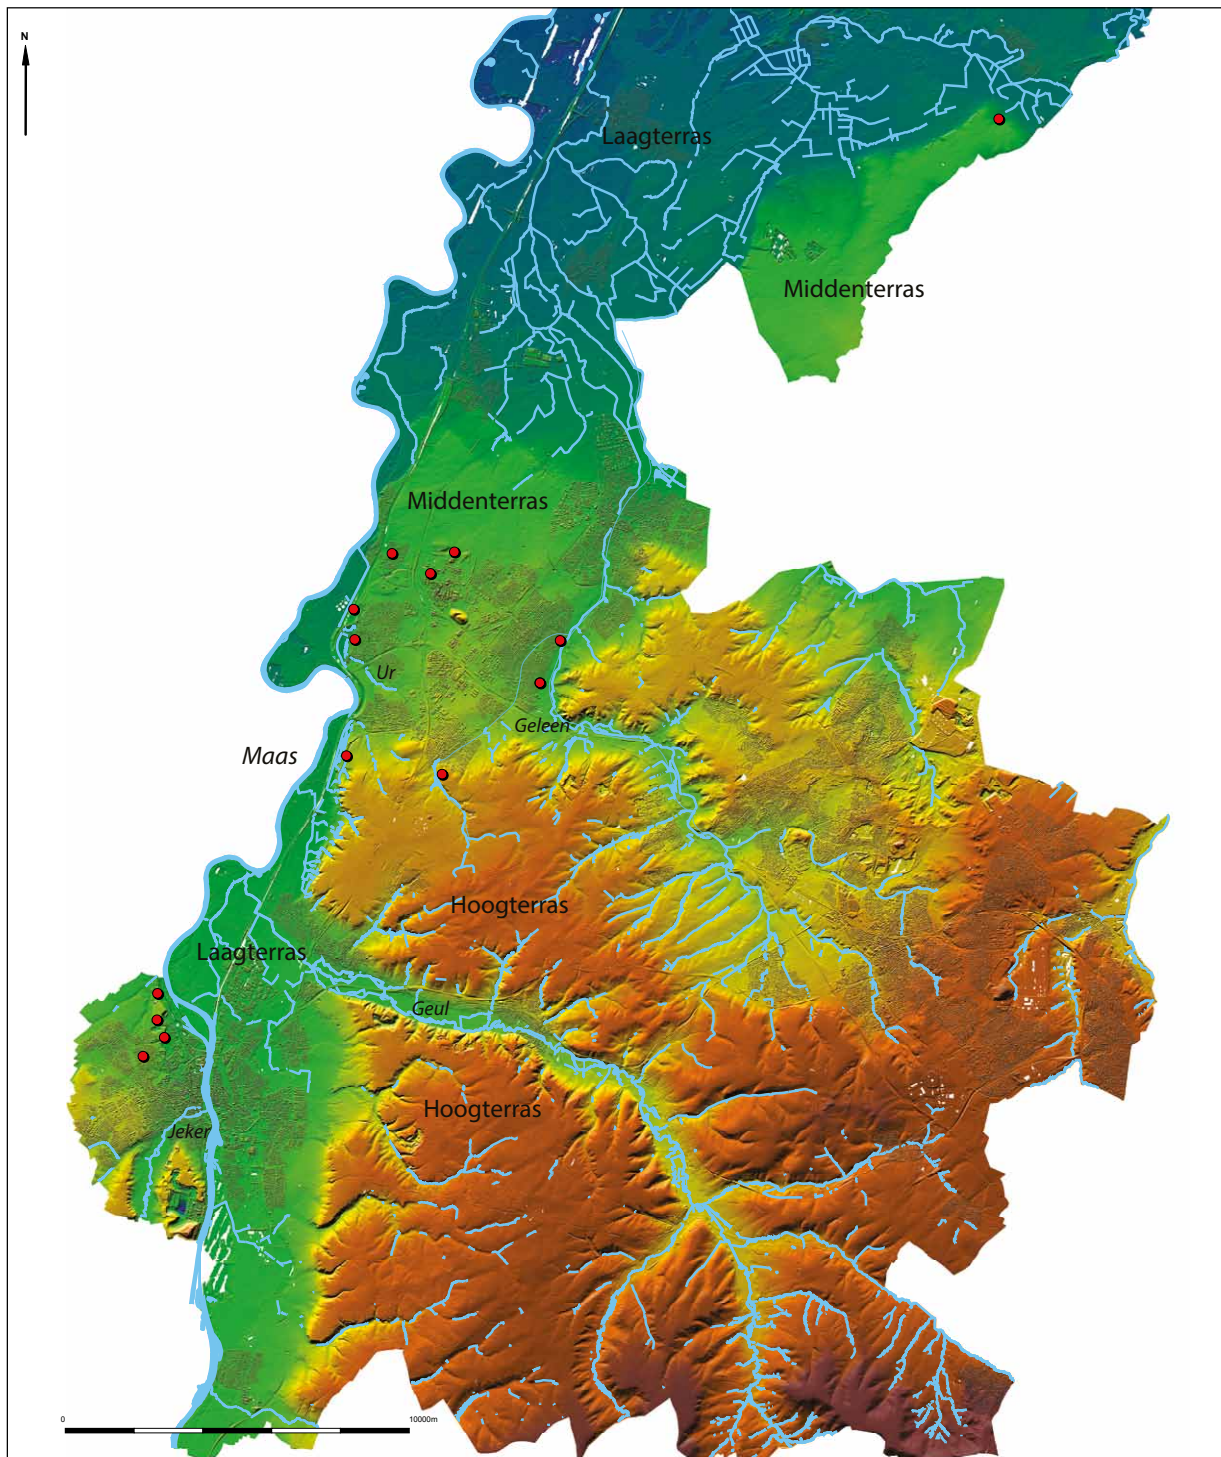 N
Laagterras
Middenterras
Middenterras
Ur
Geleen
Maas
Hoogterras
Laagterras
Geul
Hoogterras
Jeker
0
10000m